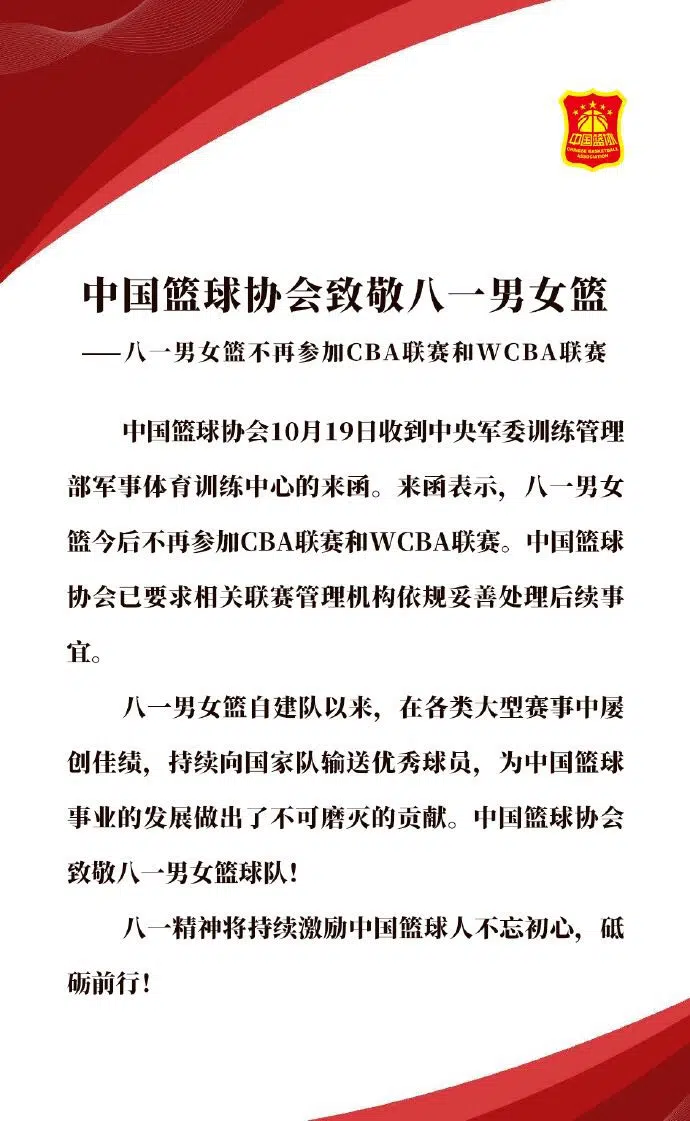 中国篮协
CHINESE BASKETBALL
ASSOCIATION
中国篮球协会致敬八一男女篮
——八一男女篮不再参加CBA联赛和WCBA联赛
中国篮球协会10月19日收到中央军委训练管理
部军事体育训练中心的来函。来函表示，八一男女
篮今后不再参加CBA联赛和WCBA联赛。中国篮球
协会已要求相关联赛管理机构依规妥善处理后续事
宜。
八一男女篮自建队以来，在各类大型赛事中屡
创佳绩，持续向国家队输送优秀球员，为中国篮球
事业的发展做出了不可磨灭的贡献。中国篮球协会
致敬八一男女篮球队！
八一精神将持续激励中国篮球人不忘初心，砥
砺前行！